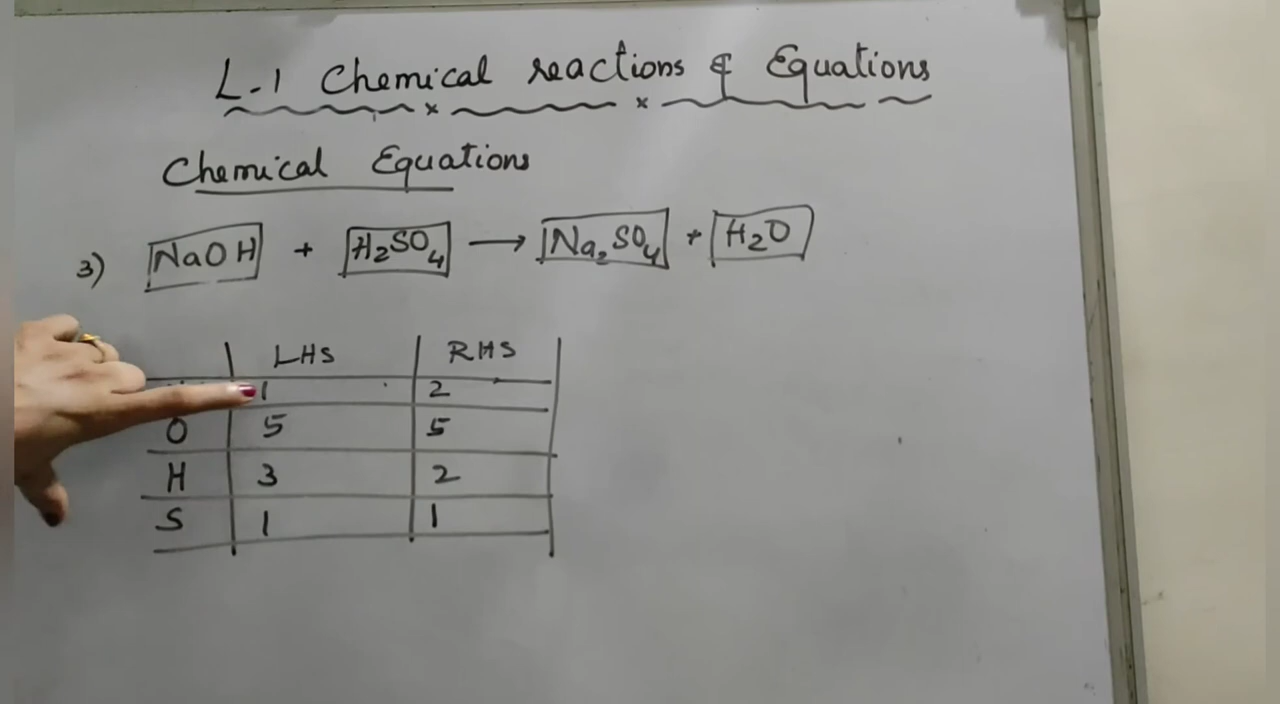 L-1 Chemical reactions & Equations
Chemical Equations
3) NaOH + H₂SO₄ → Na₂SO₄ + H₂O
LHS RHS
1 2
O 5 5
H 3 2
S 1 1